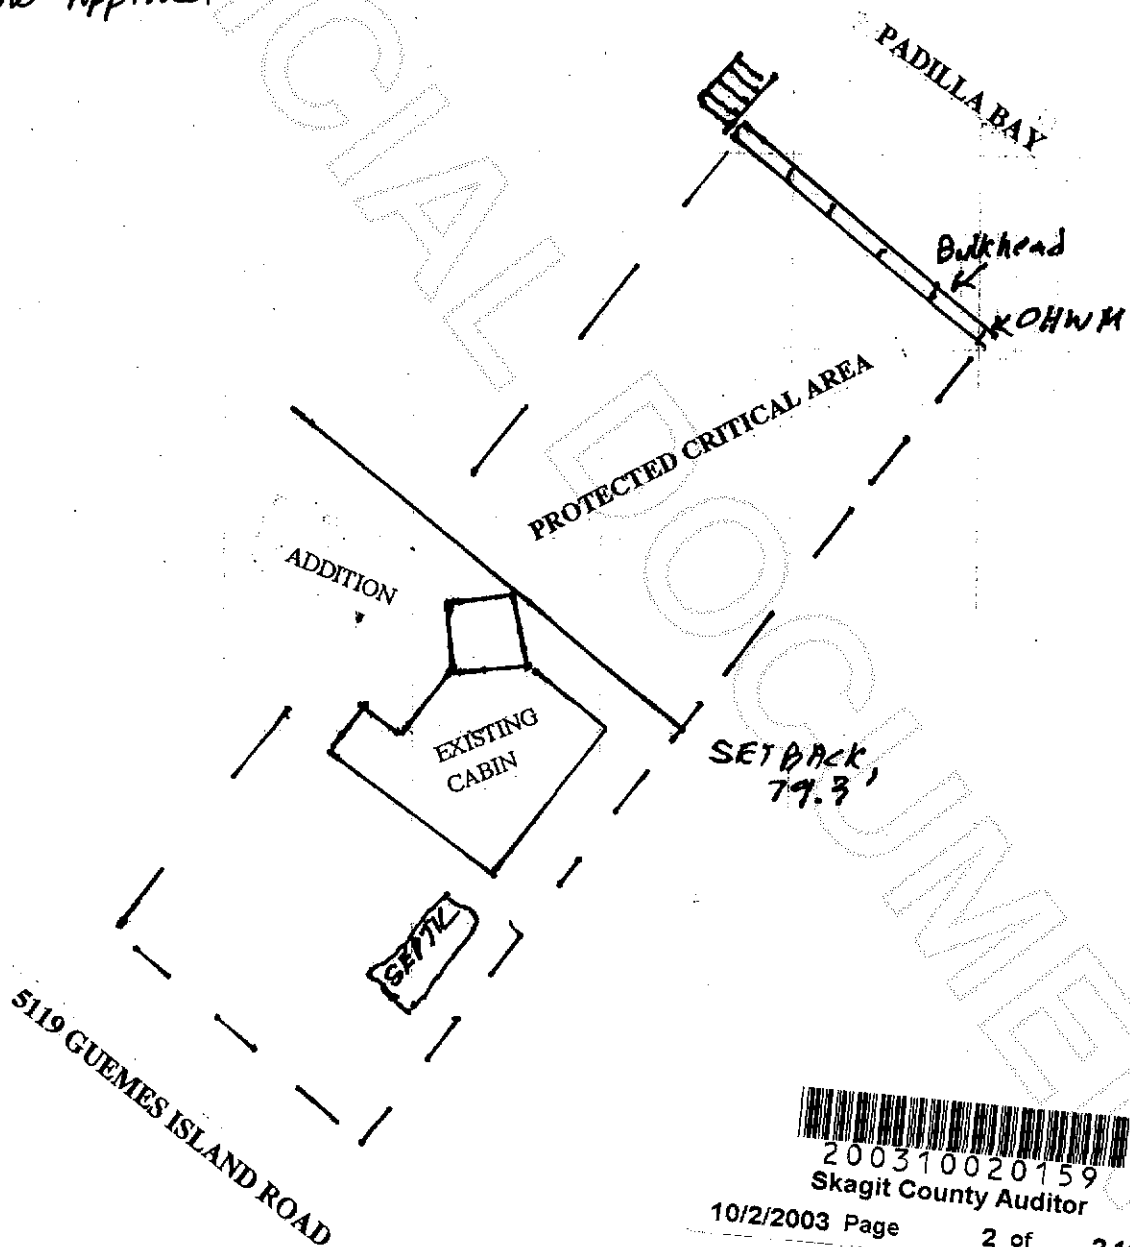 PADILLA BAY
Bulkhead
OHWM
PROTECTED CRITICAL AREA
ADDITION
EXISTING
CABIN
SETBACK,
79.3'
SEPTIC
5119 GUEMES ISLAND ROAD
200310020159
Skagit County Auditor
10/2/2003 Page 2 of